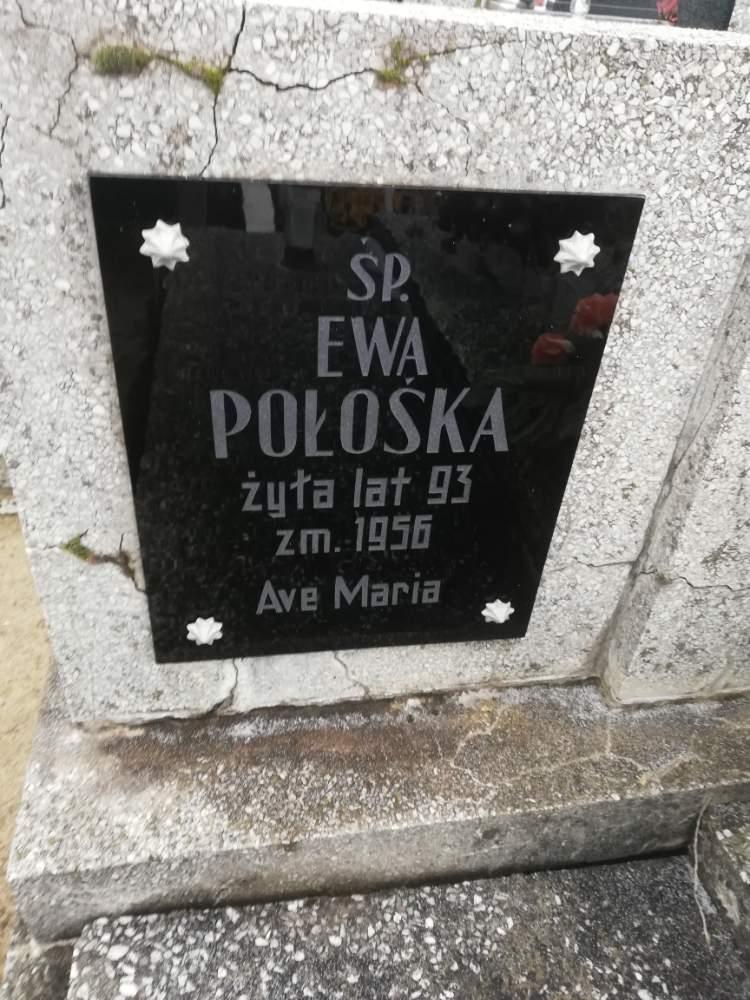 ŚP.
EWA
POŁOŚKA
żyła lat 93
zm. 1956
Ave Maria